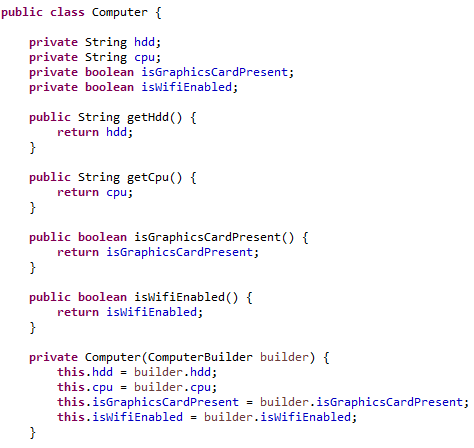 public class Computer {
private String hdd;
private String cpu;
private boolean isGraphicsCardPresent;
private boolean isWifiEnabled;
public String getHdd() {
return hdd;
}
public String getCpu() {
return cpu;
}
public boolean isGraphicsCardPresent() {
return isGraphicsCardPresent;
}
public boolean isWifiEnabled() {
return isWifiEnabled;
}
private Computer(ComputerBuilder builder) {
this.hdd = builder.hdd;
this.cpu = builder.cpu;
this.isGraphicsCardPresent = builder.isGraphicsCardPresent;
this.isWifiEnabled = builder.isWifiEnabled;
}